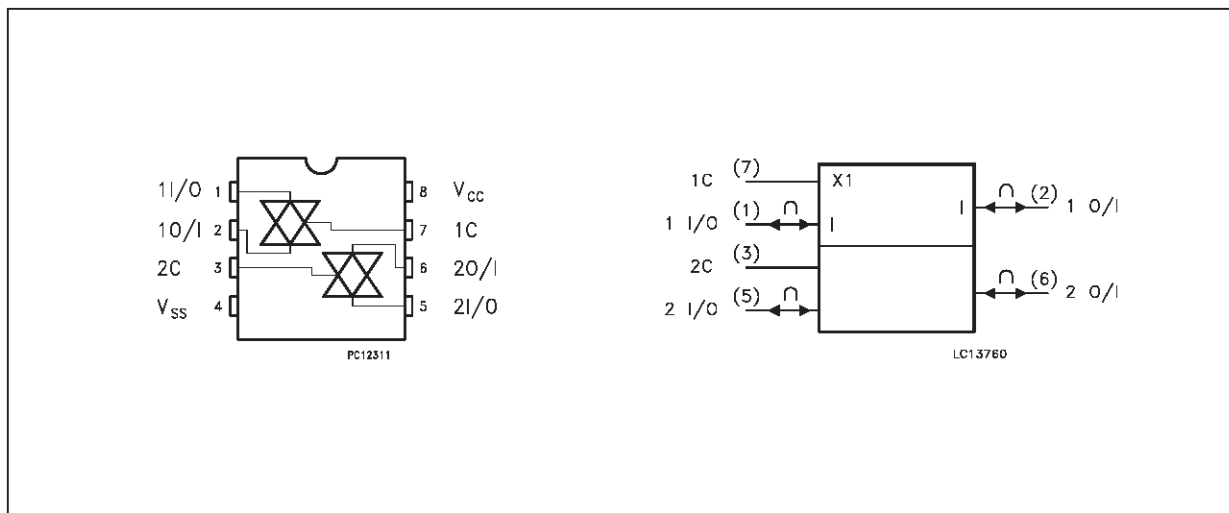 1I/O 1
1O/I 2
2C 3
VSS 4
8 VCC
7 1C
6 2O/I
5 2I/O
PC12311
1C (7)
1 I/O (1) ∩
2C (3)
2 I/O (5) ∩
X1
I
I
∩ (2) 1 O/I
∩ (6) 2 O/I
LC13760